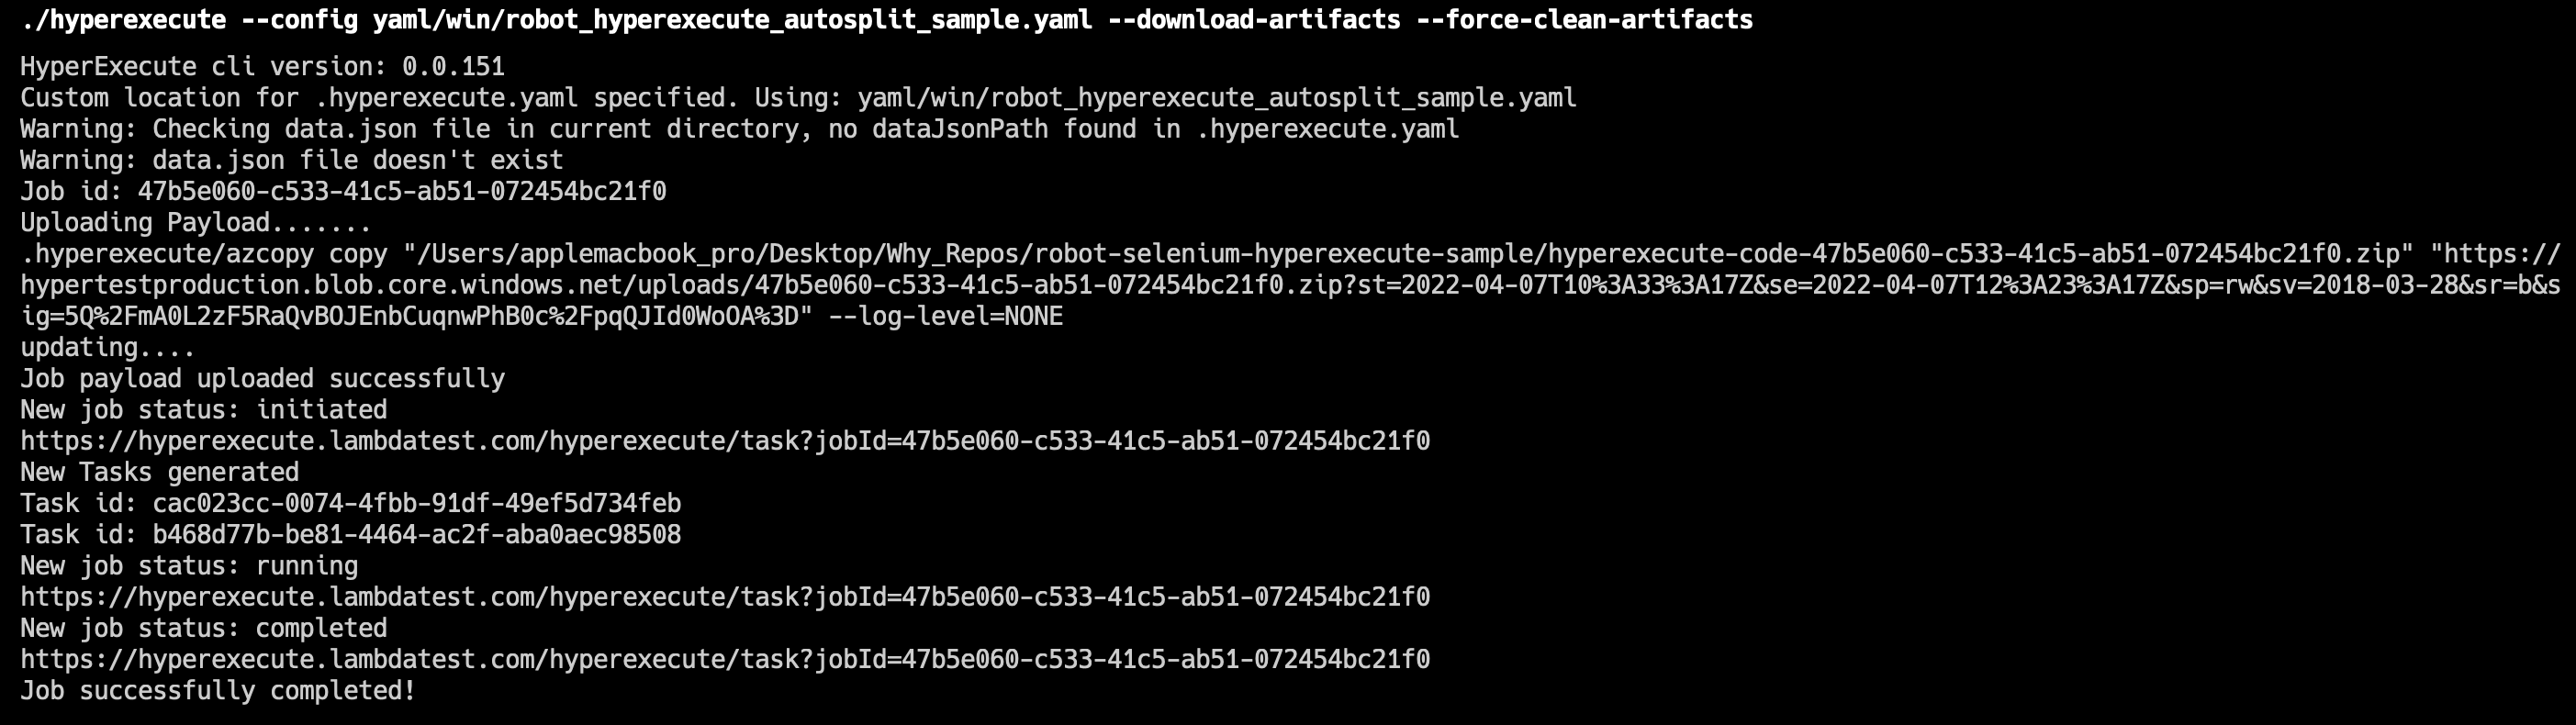 ./hyperexecute --config yaml/win/robot_hyperexecute_autosplit_sample.yaml --download-artifacts --force-clean-artifacts
HyperExecute cli version: 0.0.151
Custom location for .hyperexecute.yaml specified. Using: yaml/win/robot_hyperexecute_autosplit_sample.yaml
Warning: Checking data.json file in current directory, no dataJsonPath found in .hyperexecute.yaml
Warning: data.json file doesn't exist
Job id: 47b5e060-c533-41c5-ab51-072454bc21f0
Uploading Payload.......
.hyperexecute/azcopy copy "/Users/applemacbook_pro/Desktop/Why_Repos/robot-selenium-hyperexecute-sample/hyperexecute-code-47b5e060-c533-41c5-ab51-072454bc21f0.zip" "https://
hypertestproduction.blob.core.windows.net/uploads/47b5e060-c533-41c5-ab51-072454bc21f0.zip?st=2022-04-07T10%3A33%3A17Z&se=2022-04-07T12%3A23%3A17Z&sp=rw&sv=2018-03-28&sr=b&s
ig=5Q%2FmA0L2zF5RaQvBOJEnbCuqnwPhB0c%2FpqQJId0WoOA%3D" --log-level=NONE
updating....
Job payload uploaded successfully
New job status: initiated
https://hyperexecute.lambdatest.com/hyperexecute/task?jobId=47b5e060-c533-41c5-ab51-072454bc21f0
New Tasks generated
Task id: cac023cc-0074-4fbb-91df-49ef5d734feb
Task id: b468d77b-be81-4464-ac2f-aba0aec98508
New job status: running
https://hyperexecute.lambdatest.com/hyperexecute/task?jobId=47b5e060-c533-41c5-ab51-072454bc21f0
New job status: completed
https://hyperexecute.lambdatest.com/hyperexecute/task?jobId=47b5e060-c533-41c5-ab51-072454bc21f0
Job successfully completed!